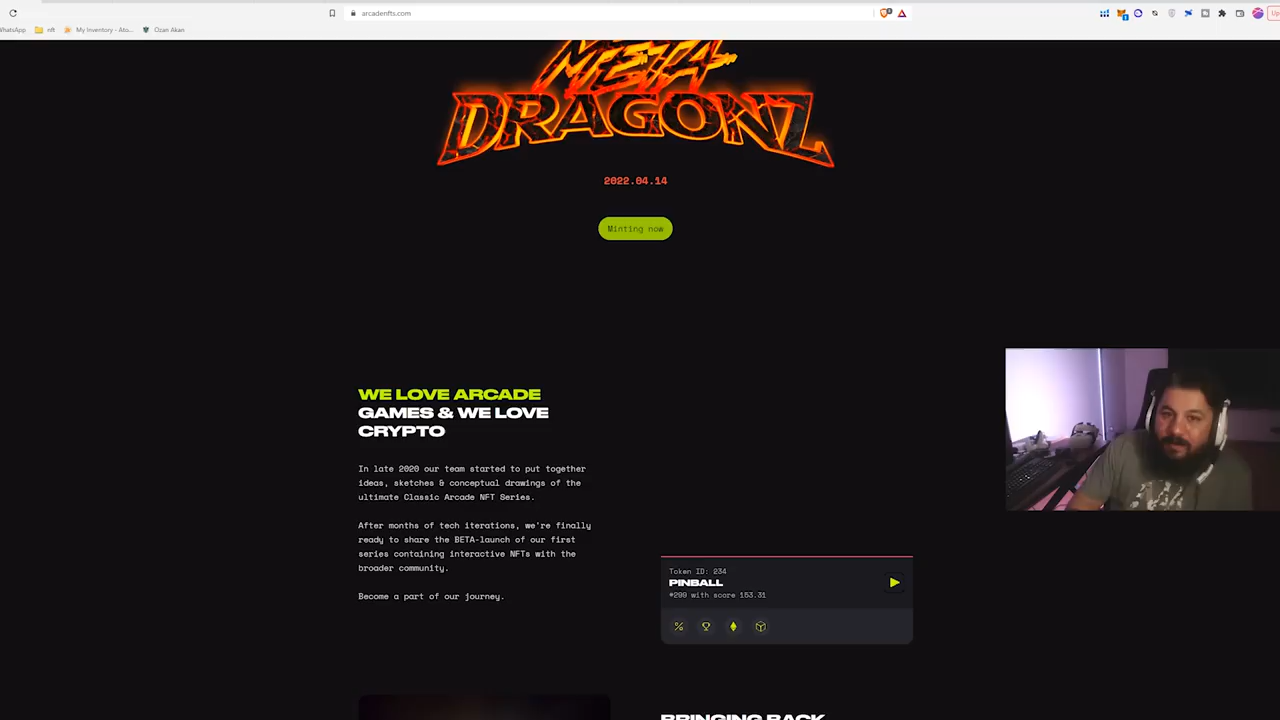 arcadenfts.com
WhatsApp
nft
My Inventory - Ato...
Ozan Akan
META
DRAGONZ
2022.04.14
Minting now
WE LOVE ARCADE
GAMES & WE LOVE
CRYPTO
In late 2020 our team started to put together
ideas, sketches & conceptual drawings of the
ultimate Classic Arcade NFT Series.
After months of tech iterations, we're finally
ready to share the BETA-launch of our first
series containing interactive NFTs with the
broader community.
Become a part of our journey.
Token ID: 234
PINBALL
#299 with score 153.31
BRINGING BACK